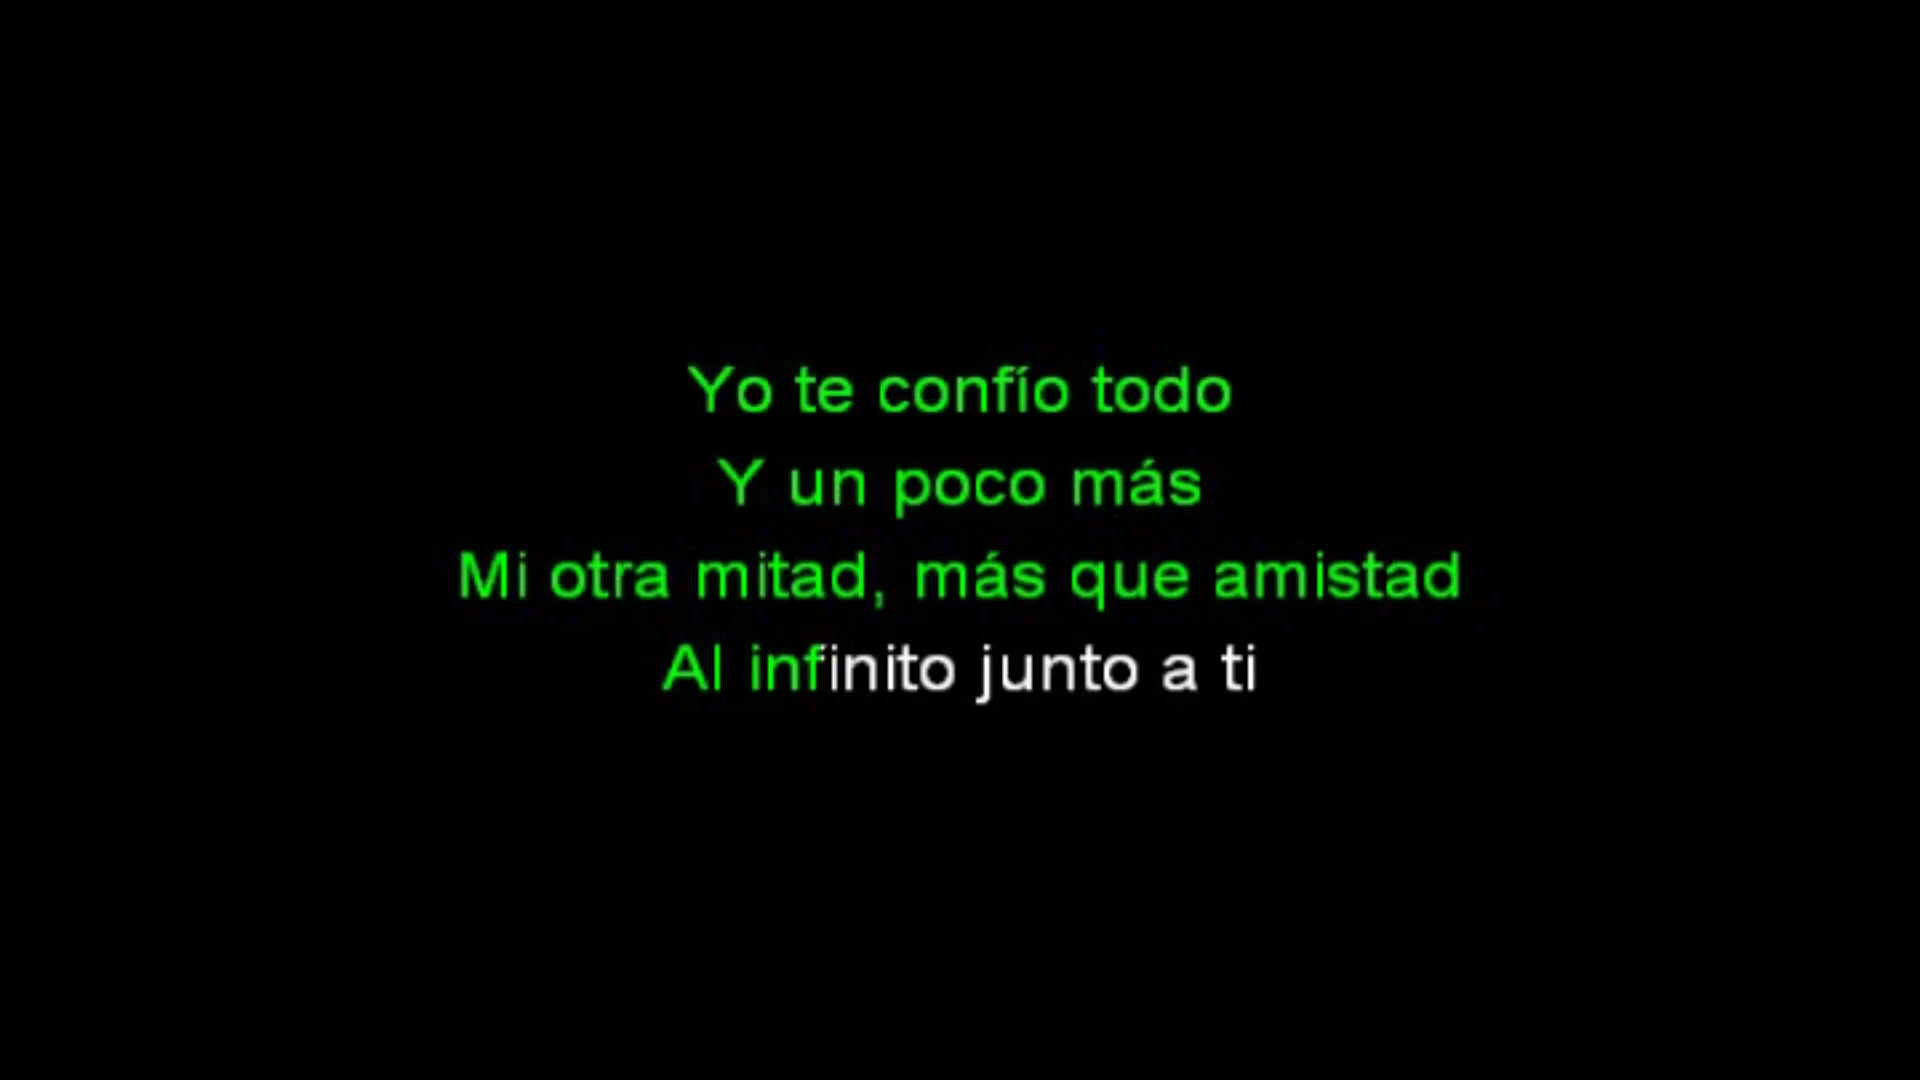 Yo te confío todo
Y un poco más
Mi otra mitad, más que amistad
Al infinito junto a ti